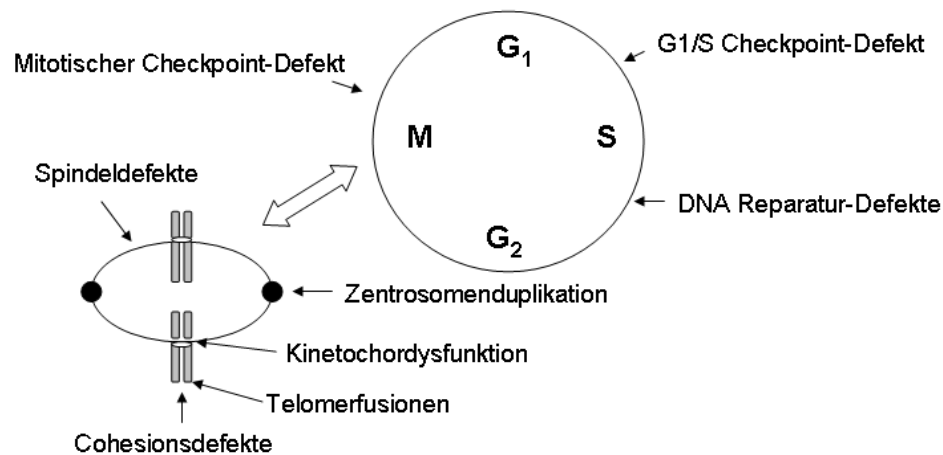 G1
G1/S Checkpoint-Defekt
Mitotischer Checkpoint-Defekt
M
S
Spindeldefekte
DNA Reparatur-Defekte
G2
Zentrosomenduplikation
Kinetochordysfunktion
Telomerfusionen
Cohesionsdefekte